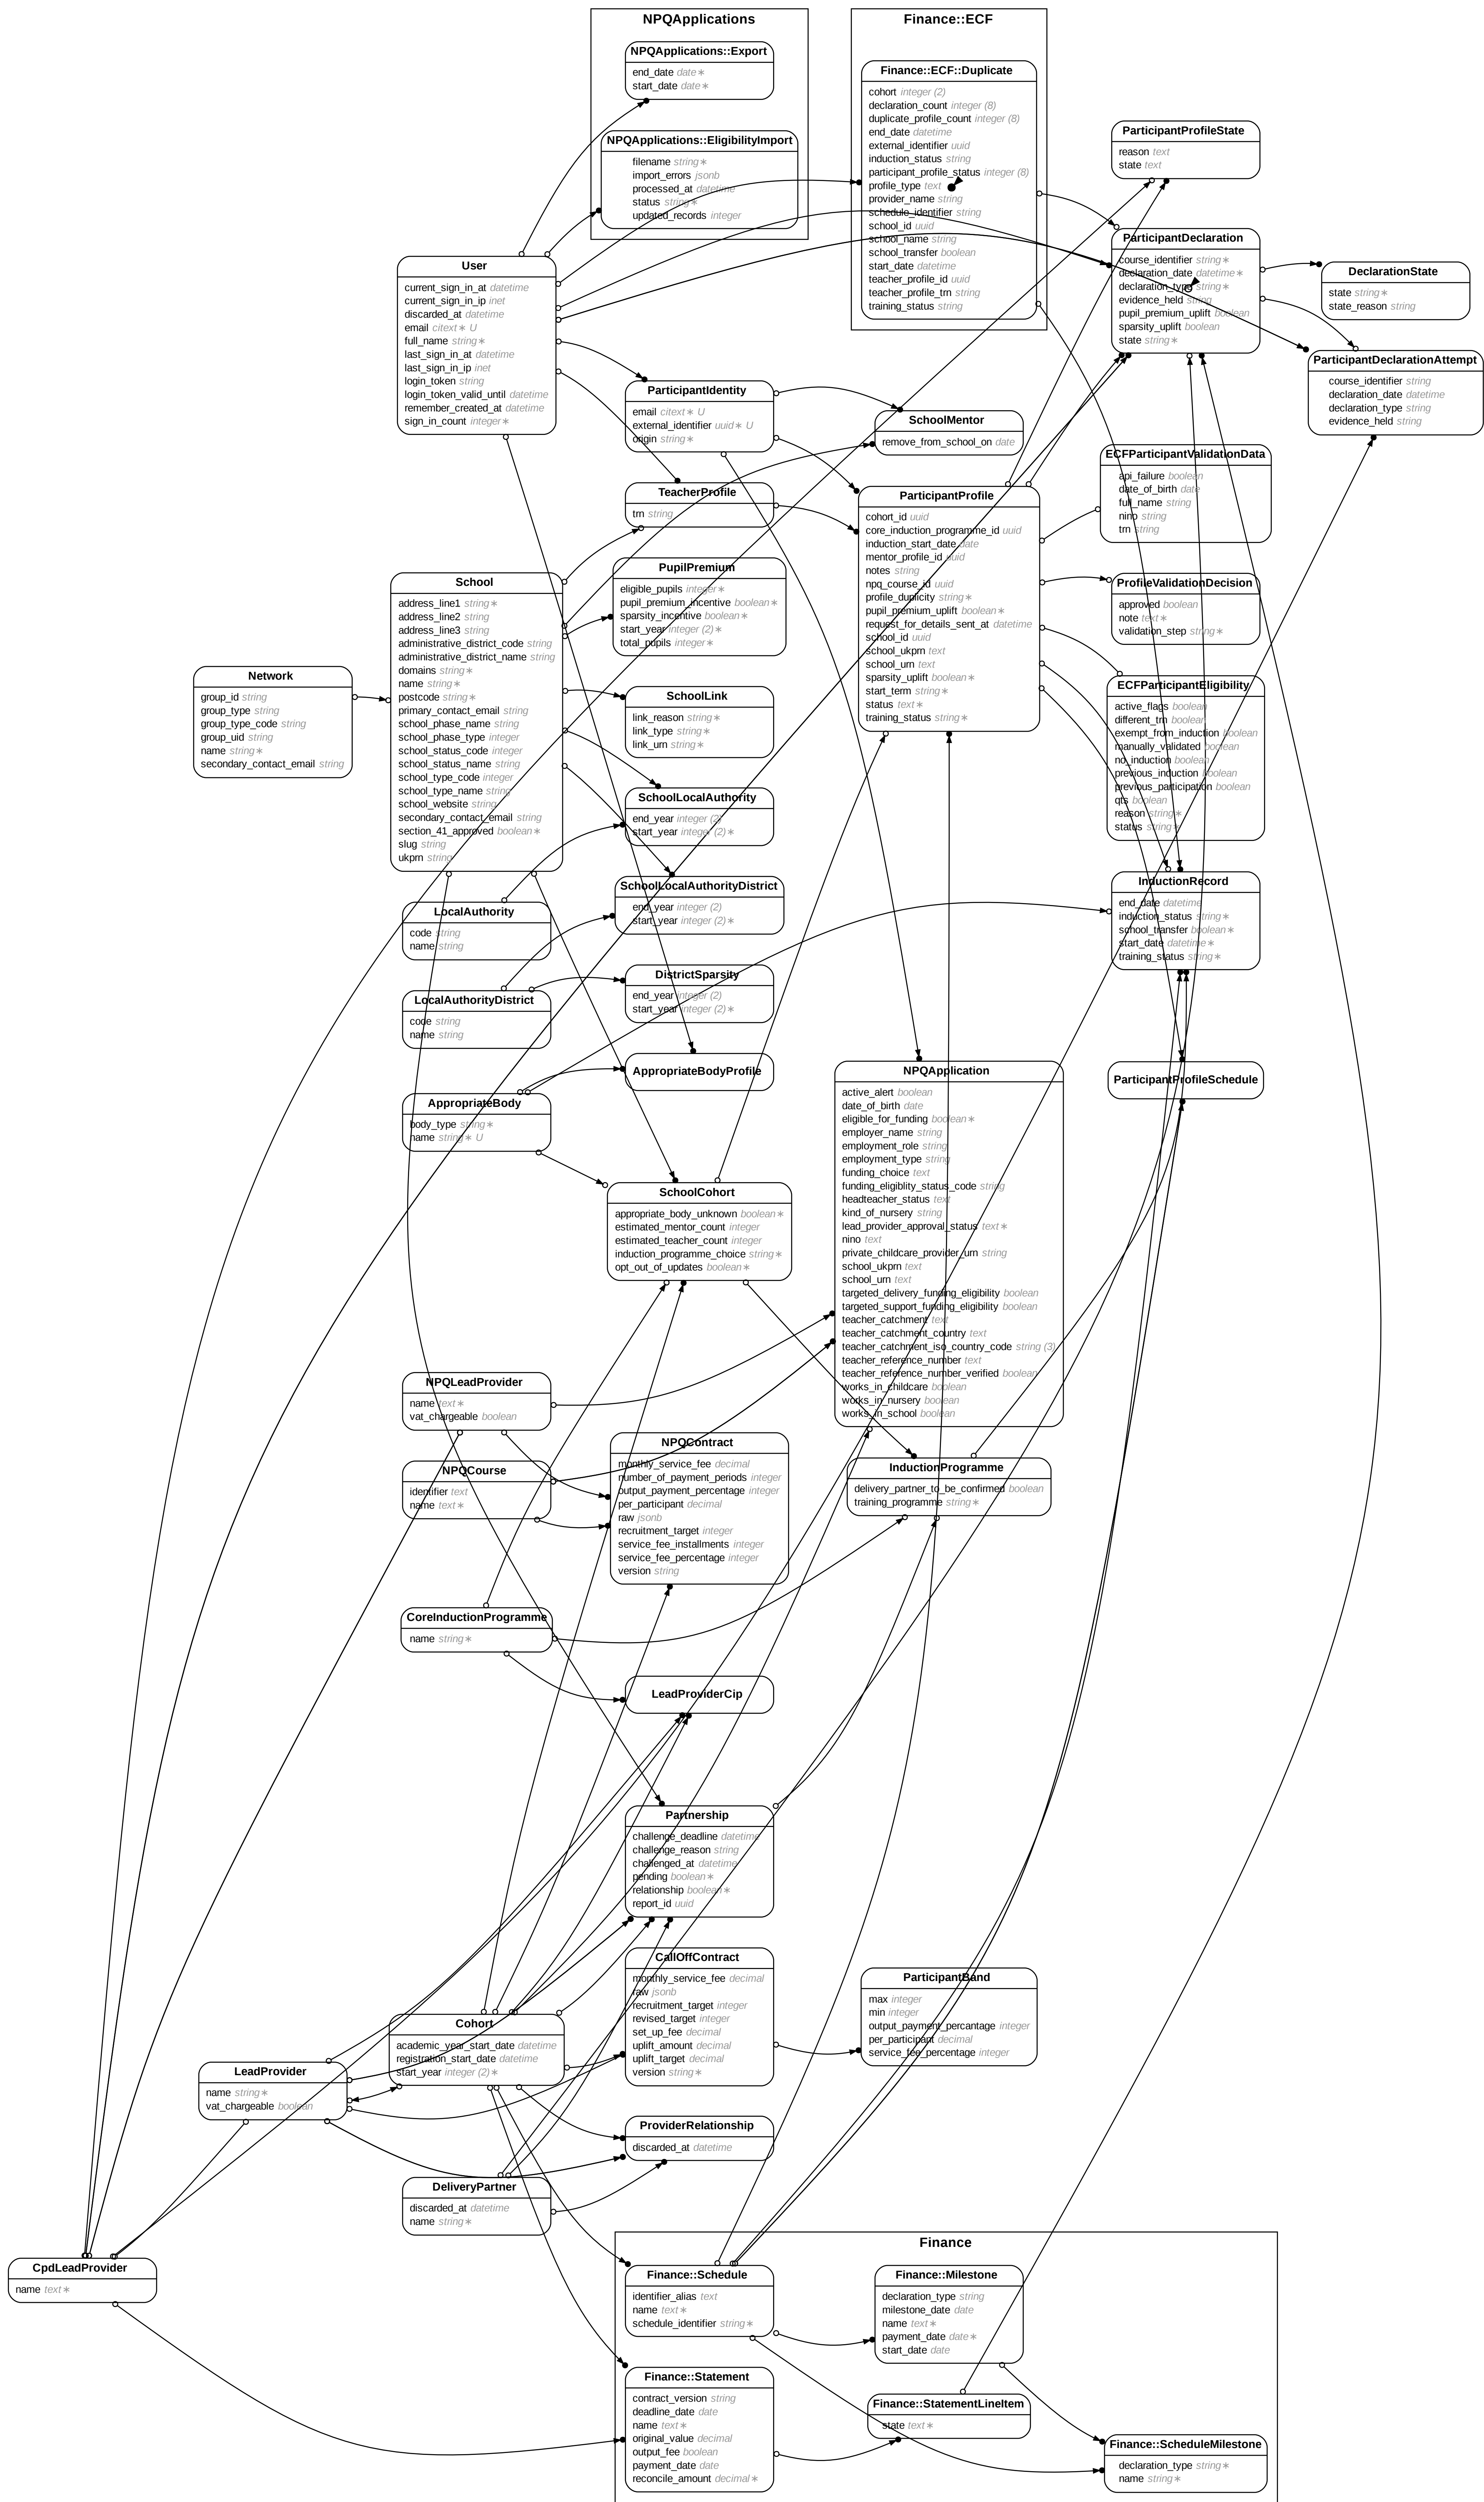 NPQApplications
NPQApplications::Export
end_date date∗
start_date date∗
NPQApplications::EligibilityImport
filename string∗
import_errors jsonb
processed_at datetime
status string∗
updated_records integer
Finance::ECF
Finance::ECF::Duplicate
cohort integer (2)
declaration_count integer (8)
duplicate_profile_count integer (8)
end_date datetime
external_identifier uuid
induction_status string
participant_profile_status integer (8)
profile_type text
provider_name string
schedule_identifier string
school_id uuid
school_name string
school_transfer boolean
start_date datetime
teacher_profile_id uuid
teacher_profile_trn string
training_status string
ParticipantProfileState
reason text
state text
ParticipantDeclaration
course_identifier string∗
declaration_date datetime∗
declaration_type string∗
evidence_held string
pupil_premium_uplift boolean
sparsity_uplift boolean
state string∗
DeclarationState
state string∗
state_reason string
ParticipantDeclarationAttempt
course_identifier string
declaration_date datetime
declaration_type string
evidence_held string
User
current_sign_in_at datetime
current_sign_in_ip inet
discarded_at datetime
email citext∗ U
full_name string∗
last_sign_in_at datetime
last_sign_in_ip inet
login_token string
login_token_valid_until datetime
remember_created_at datetime
sign_in_count integer∗
ParticipantIdentity
email citext∗ U
external_identifier uuid∗ U
origin string∗
SchoolMentor
remove_from_school_on date
TeacherProfile
trn string
ParticipantProfile
cohort_id uuid
core_induction_programme_id uuid
induction_start_date date
mentor_profile_id uuid
notes string
npq_course_id uuid
profile_duplicity string∗
pupil_premium_uplift boolean∗
request_for_details_sent_at datetime
school_id uuid
school_ukprn text
school_urn text
sparsity_uplift boolean∗
start_term string∗
status text∗
training_status string∗
ECFParticipantValidationData
api_failure boolean
date_of_birth date
full_name string
nino string
trn string
ProfileValidationDecision
approved boolean
note text∗
validation_step string∗
ECFParticipantEligibility
active_flags boolean
different_trn boolean
exempt_from_induction boolean
manually_validated boolean
no_induction boolean
previous_induction boolean
previous_participation boolean
qts boolean
reason string∗
status string∗
InductionRecord
end_date datetime
induction_status string∗
school_transfer boolean∗
start_date datetime∗
training_status string∗
ParticipantProfileSchedule
Network
group_id string
group_type string
group_type_code string
group_uid string
name string∗
secondary_contact_email string
School
address_line1 string∗
address_line2 string
address_line3 string
administrative_district_code string
administrative_district_name string
domains string∗
name string∗
postcode string∗
primary_contact_email string
school_phase_name string
school_phase_type integer
school_status_code integer
school_status_name string
school_type_code integer
school_type_name string
school_website string
secondary_contact_email string
section_41_approved boolean∗
slug string
ukprn string
PupilPremium
eligible_pupils integer∗
pupil_premium_incentive boolean∗
sparsity_incentive boolean∗
start_year integer (2)∗
total_pupils integer∗
SchoolLink
link_reason string∗
link_type string∗
link_urn string∗
SchoolLocalAuthority
end_year integer (2)
start_year integer (2)∗
SchoolLocalAuthorityDistrict
end_year integer (2)
start_year integer (2)∗
LocalAuthority
code string
name string
LocalAuthorityDistrict
code string
name string
DistrictSparsity
end_year integer (2)
start_year integer (2)∗
AppropriateBodyProfile
AppropriateBody
body_type string∗
name string∗ U
SchoolCohort
appropriate_body_unknown boolean∗
estimated_mentor_count integer
estimated_teacher_count integer
induction_programme_choice string∗
opt_out_of_updates boolean∗
NPQApplication
active_alert boolean
date_of_birth date
eligible_for_funding boolean∗
employer_name string
employment_role string
employment_type string
funding_choice text
funding_eligiblity_status_code string
headteacher_status text
kind_of_nursery string
lead_provider_approval_status text∗
nino text
private_childcare_provider_urn string
school_ukprn text
school_urn text
targeted_delivery_funding_eligibility boolean
targeted_support_funding_eligibility boolean
teacher_catchment text
teacher_catchment_country text
teacher_catchment_iso_country_code string (3)
teacher_reference_number text
teacher_reference_number_verified boolean
works_in_childcare boolean
works_in_nursery boolean
works_in_school boolean
NPQLeadProvider
name text∗
vat_chargeable boolean
NPQCourse
identifier text
name text∗
NPQContract
monthly_service_fee decimal
number_of_payment_periods integer
output_payment_percentage integer
per_participant decimal
raw jsonb
recruitment_target integer
service_fee_installments integer
service_fee_percentage integer
version string
InductionProgramme
delivery_partner_to_be_confirmed boolean
training_programme string∗
CoreInductionProgramme
name string∗
LeadProviderCip
Partnership
challenge_deadline datetime
challenge_reason string
challenged_at datetime
pending boolean∗
relationship boolean∗
report_id uuid
CallOffContract
monthly_service_fee decimal
raw jsonb
recruitment_target integer
revised_target integer
set_up_fee decimal
uplift_amount decimal
uplift_target decimal
version string∗
ParticipantBand
max integer
min integer
output_payment_percantage integer
per_participant decimal
service_fee_percentage integer
Cohort
academic_year_start_date datetime
registration_start_date datetime
start_year integer (2)∗
LeadProvider
name string∗
vat_chargeable boolean
ProviderRelationship
discarded_at datetime
DeliveryPartner
discarded_at datetime
name string∗
CpdLeadProvider
name text∗
Finance
Finance::Schedule
identifier_alias text
name text∗
schedule_identifier string∗
Finance::Milestone
declaration_type string
milestone_date date
name text∗
payment_date date∗
start_date date
Finance::Statement
contract_version string
deadline_date date
name text∗
original_value decimal
output_fee boolean
payment_date date
reconcile_amount decimal∗
Finance::StatementLineItem
state text∗
Finance::ScheduleMilestone
declaration_type string∗
name string∗